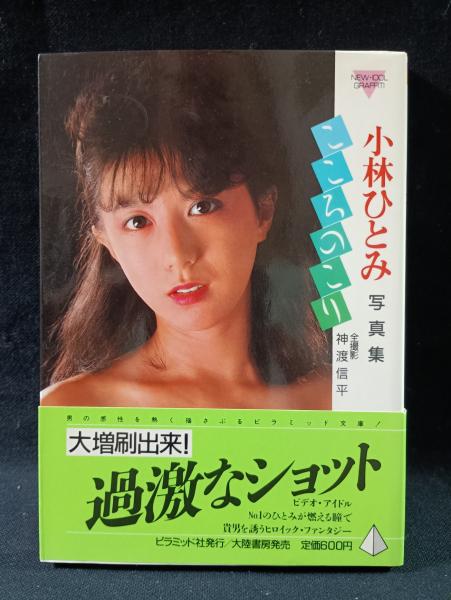 NEW・IDOL
GRAFFITI
小林ひとみ
こころのこり
写真集
全撮影
神渡信平
男の感性を熱く揺さぶるピラミッド文庫!
大増刷出来!
過激なショット
ビデオ・アイドル
No.1のひとみが燃える瞳で
貴男を誘うヒロイック・ファンタジー
ピラミッド社発行/大陸書房発売 定価600円